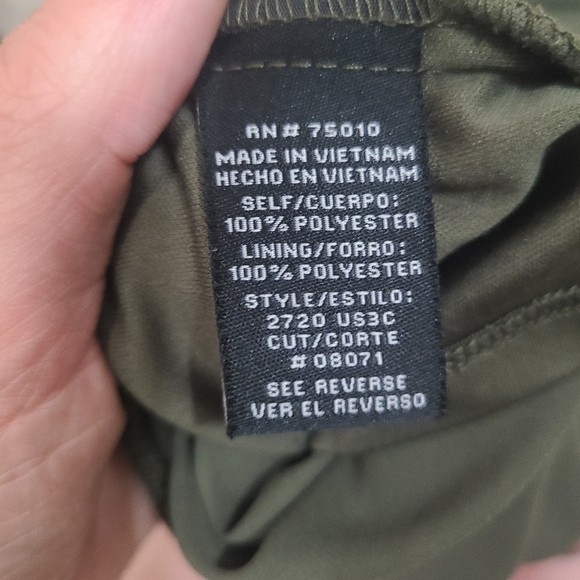 RN# 75010
MADE IN VIETNAM
HECHO EN VIETNAM
SELF/CUERPO:
100% POLYESTER
LINING/FORRO:
100% POLYESTER
STYLE/ESTILO:
2720 US3C
CUT/CORTE
#08071
SEE REVERSE
VER EL REVERSO